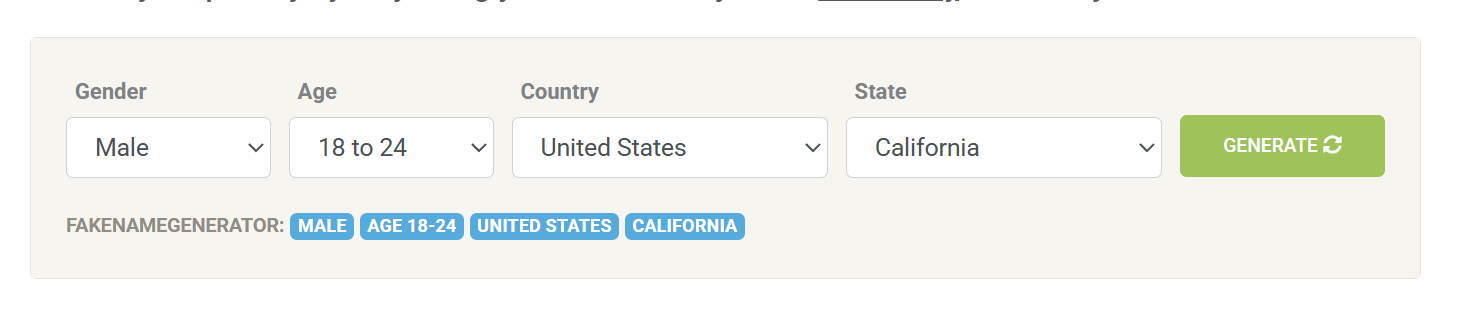 Gender Age Country State
Male 18 to 24 United States California GENERATE
FAKENAMEGENERATOR: MALE AGE 18-24 UNITED STATES CALIFORNIA